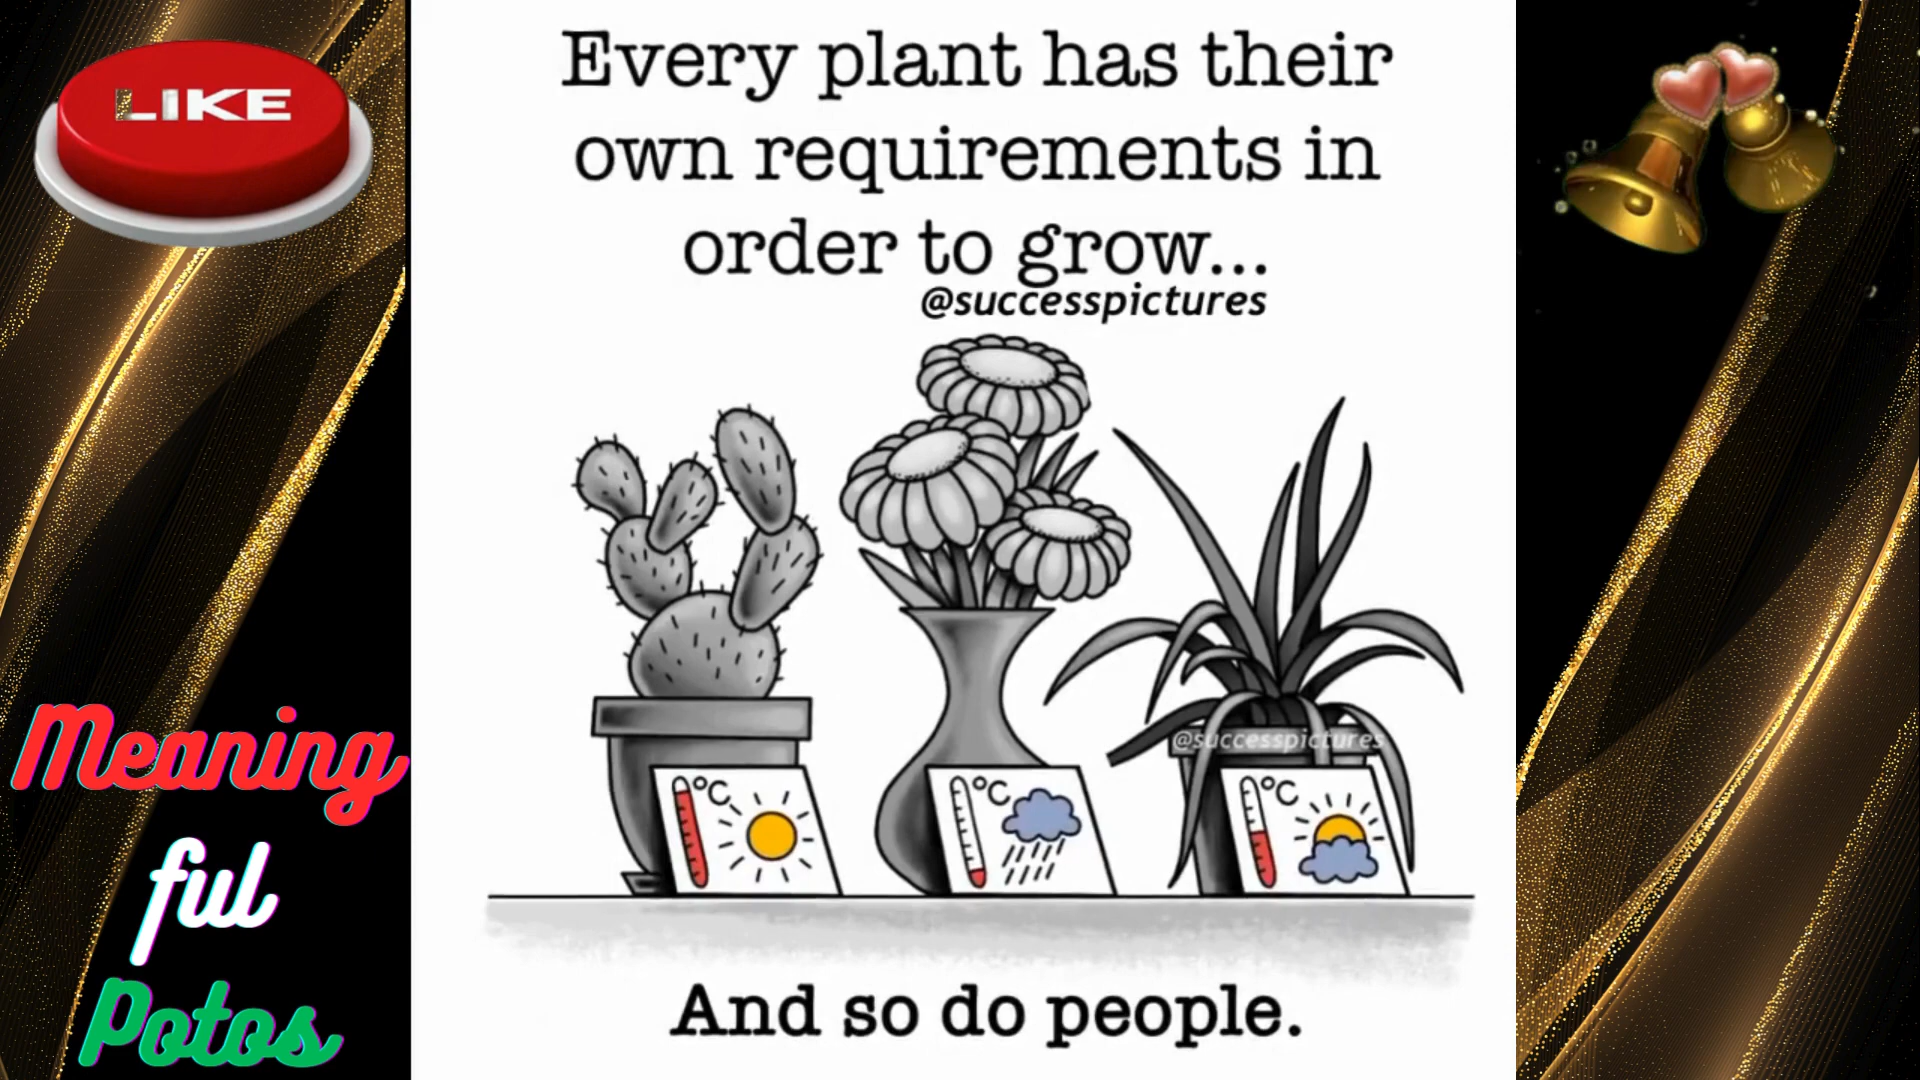 LIKE
Every plant has their
own requirements in
order to grow...
@successpictures
@successpictures
°C
°C
°C
And so do people.
Meaning
ful
Potos